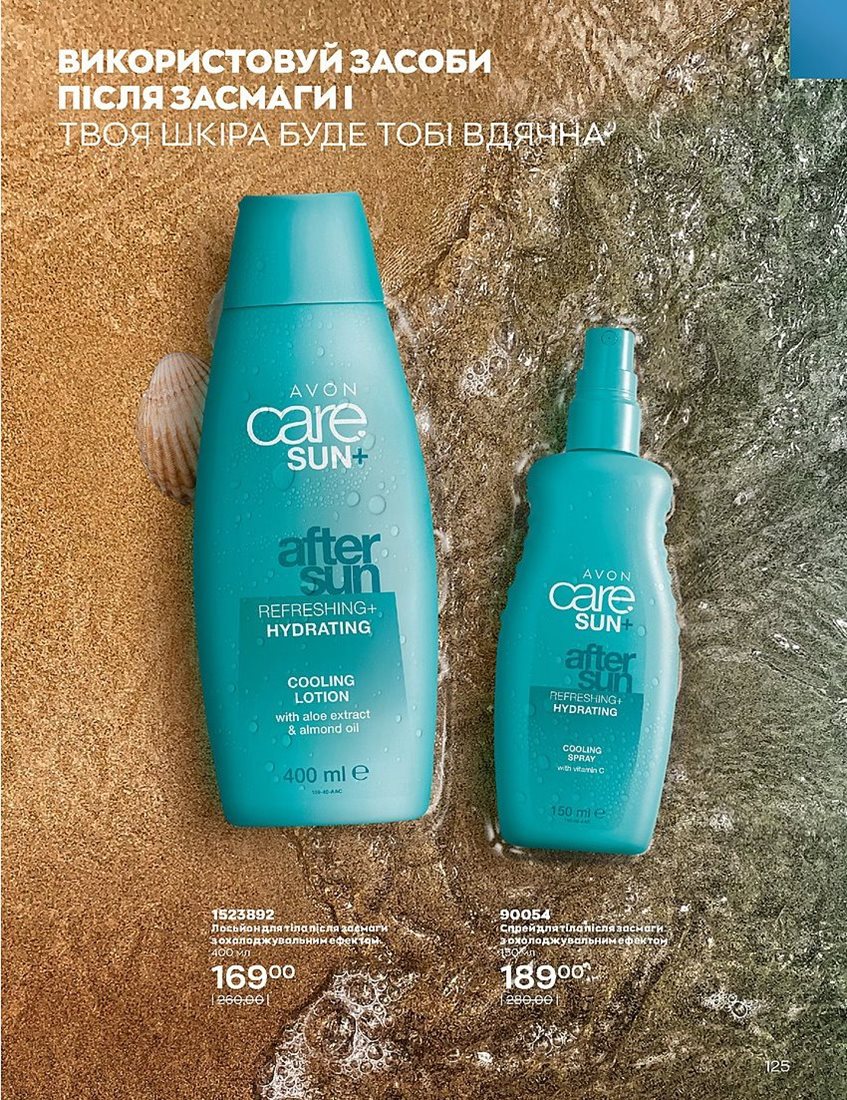 ВИКОРИСТОВУЙ ЗАСОБИ
ПІСЛЯ ЗАСМАГИ І
ТВОЯ ШКІРА БУДЕ ТОБІ ВДЯЧНА
AVON
care
SUN+
after
sun
REFRESHING+
HYDRATING
COOLING
LOTION
with aloe extract
& almond oil
400 ml e
AVON
care
SUN+
after
sun
REFRESHING+
HYDRATING
COOLING
SPRAY
with vitamin C
150 ml e
1523892
Лосьйон для тіла після засмаги
з охолоджувальним ефектом.
400 мл
16900
| 260,00 |
90054
Спрей для тіла після засмаги
з охолоджувальним ефектом
150 мл
18900
| 280,00 |
125